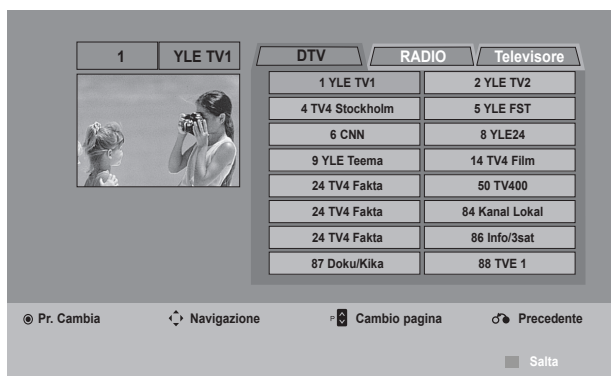 1 YLE TV1
DTV RADIO Televisore
1 YLE TV1 2 YLE TV2
4 TV4 Stockholm 5 YLE FST
6 CNN 8 YLE24
9 YLE Teema 14 TV4 Film
24 TV4 Fakta 50 TV400
24 TV4 Fakta 84 Kanal Lokal
24 TV4 Fakta 86 Info/3sat
87 Doku/Kika 88 TVE 1
Pr. Cambia Navigazione P Cambio pagina Precedente
Salta